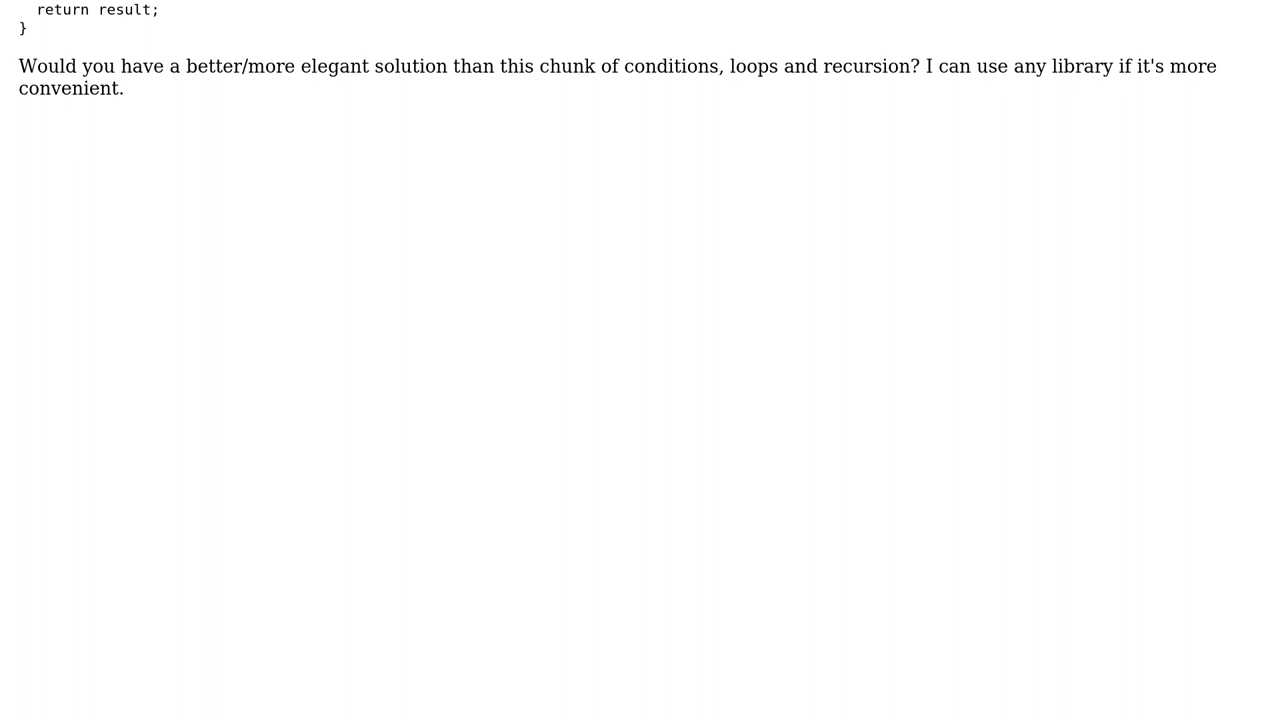 return result;
}
Would you have a better/more elegant solution than this chunk of conditions, loops and recursion? I can use any library if it's more
convenient.